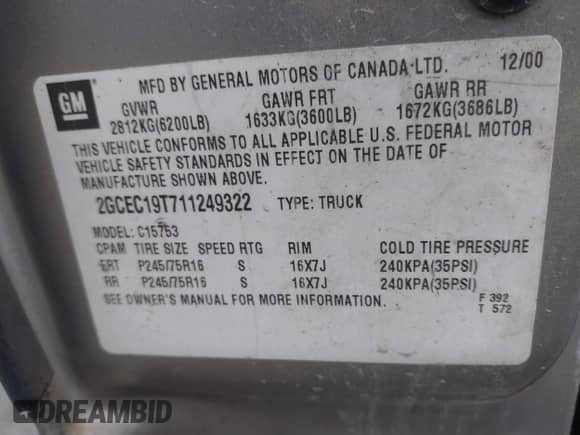 MFD BY GENERAL MOTORS OF CANADA LTD. 12/00
GM
GVWR GAWR FRT GAWR RR
2812KG(6200LB) 1633KG(3600LB) 1672KG(3686LB)
THIS VEHICLE CONFORMS TO ALL APPLICABLE U.S. FEDERAL MOTOR
VEHICLE SAFETY STANDARDS IN EFFECT ON THE DATE OF
MANUFACTURE SHOWN ABOVE.
2GCEC19T711249322 TYPE: TRUCK
MODEL: C15753
CPAM TIRE SIZE SPEED RTG RIM COLD TIRE PRESSURE
FRT P245/75R16 S 16X7J 240KPA(35PSI)
RR P245/75R16 S 16X7J 240KPA(35PSI)
SEE OWNER'S MANUAL FOR MORE INFORMATION.
F 392
T 572
DREAMBID